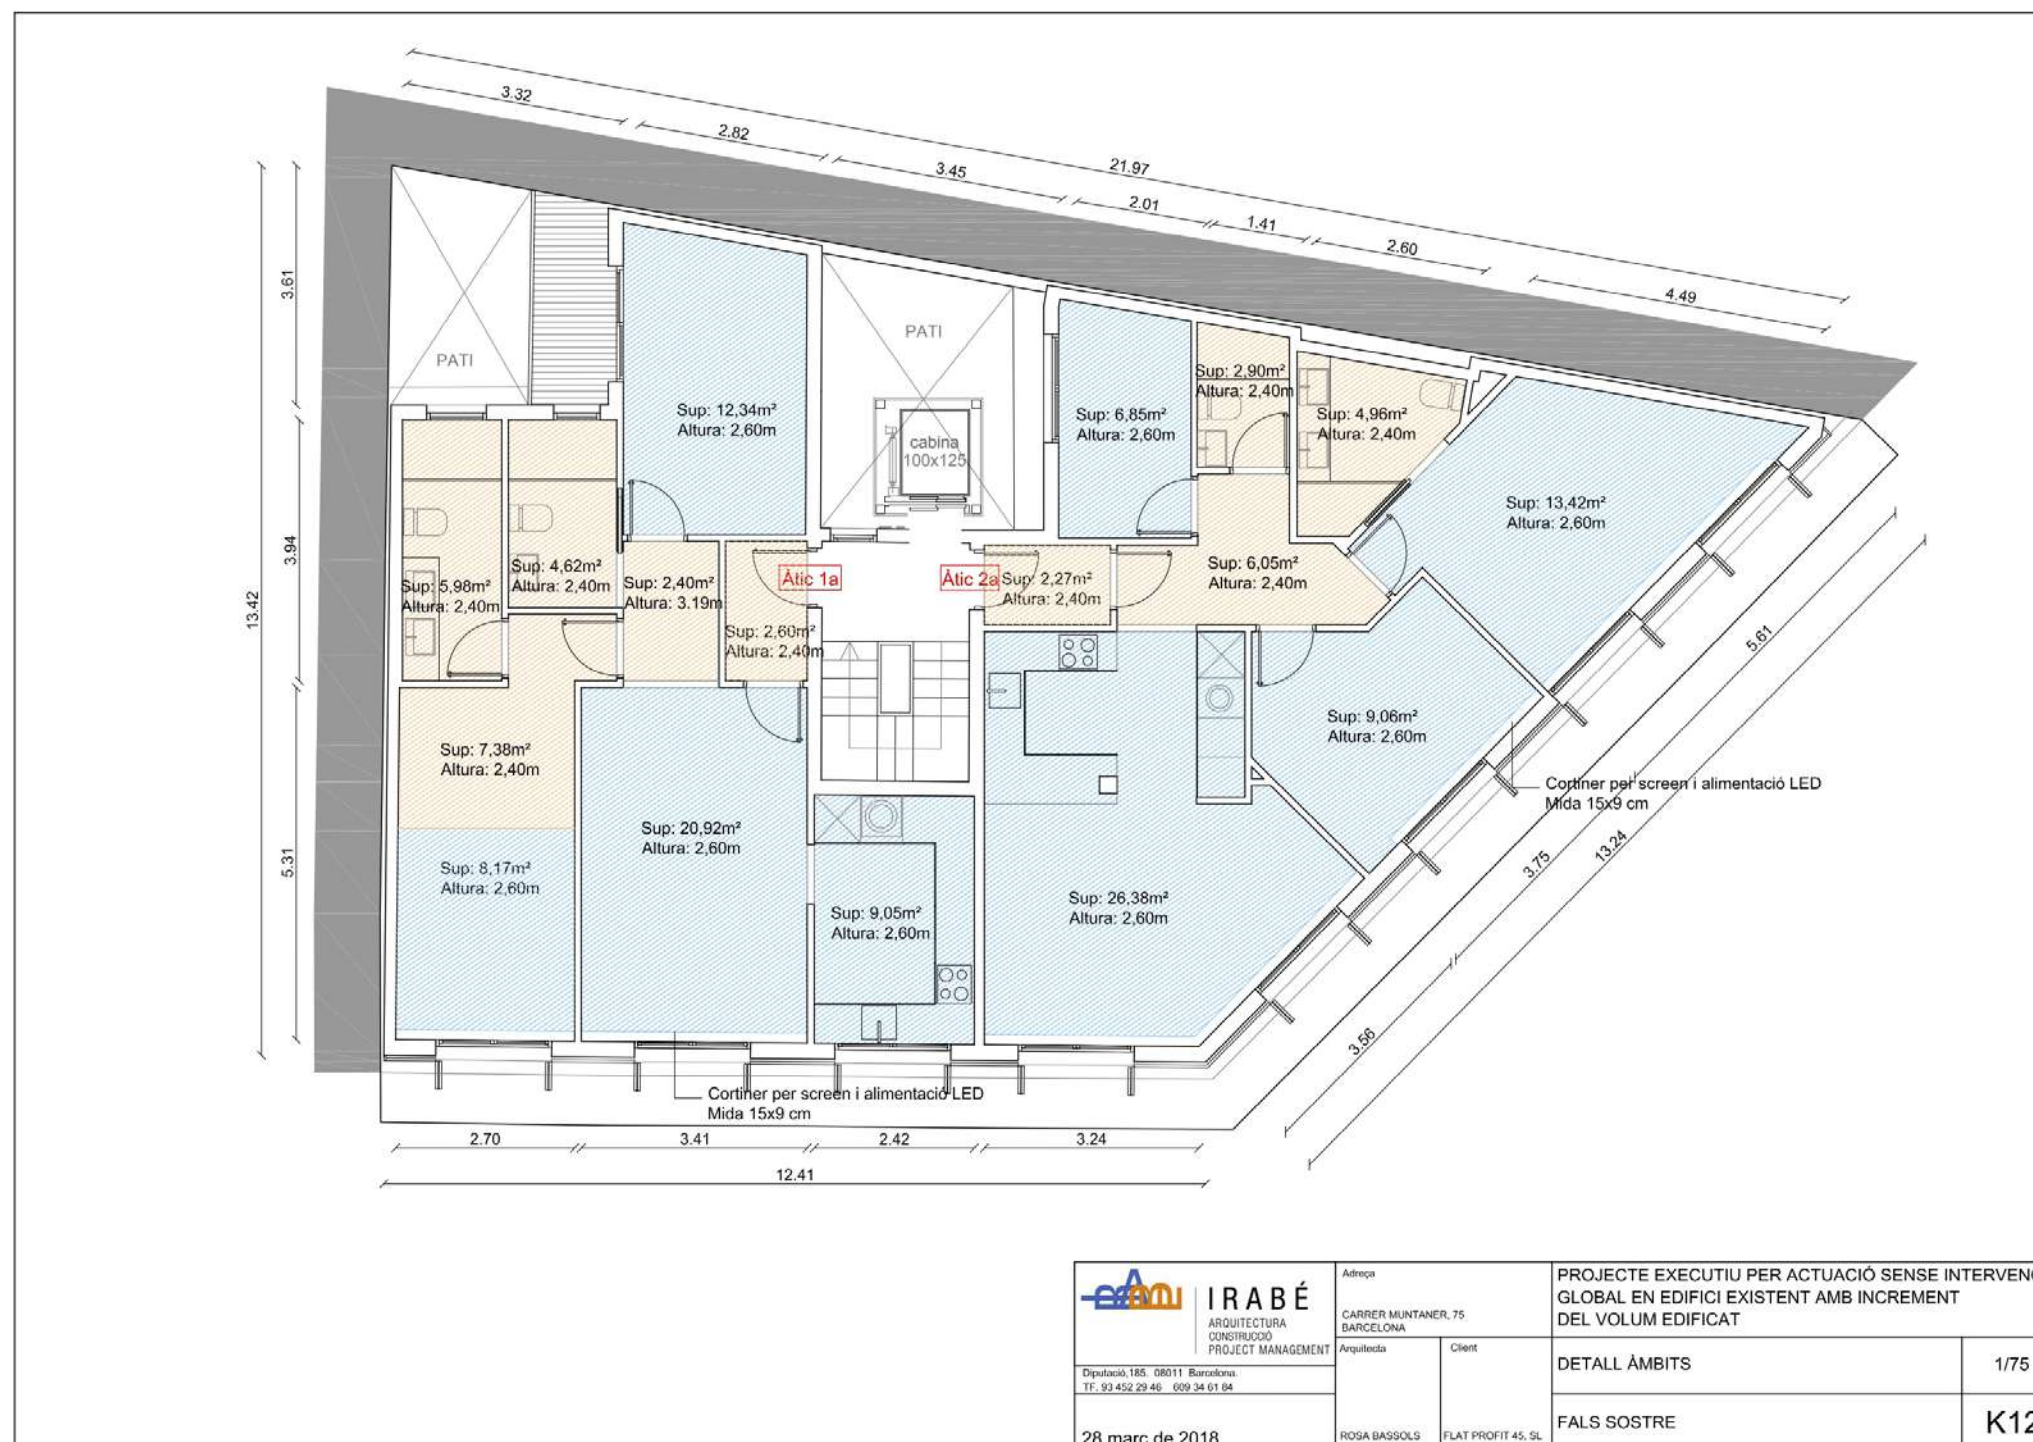 3.32
2.82
3.45
21.97
2.01
1.41
2.60
4.49
3.61
3.94
13.42
5.31
PATI
PATI
cabina
100x125
Sup: 12,34m²
Altura: 2,60m
Sup: 6,85m²
Altura: 2,60m
Sup: 2,90m²
Altura: 2,40m
Sup: 4,96m²
Altura: 2,40m
Sup: 13,42m²
Altura: 2,60m
Sup: 5,98m²
Altura: 2,40m
Sup: 4,62m²
Altura: 2,40m
Sup: 2,40m²
Altura: 3.19m
Àtic 1a
Àtic 2a
Sup: 2,27m²
Altura: 2,40m
Sup: 6,05m²
Altura: 2,40m
Sup: 2,60m²
Altura: 2,40m
Sup: 7,38m²
Altura: 2,40m
Sup: 9,06m²
Altura: 2,60m
Sup: 20,92m²
Altura: 2,60m
Sup: 8,17m²
Altura: 2,60m
Sup: 9,05m²
Altura: 2,60m
Sup: 26,38m²
Altura: 2,60m
5.61
Cortiner per screen i alimentació LED
Mida 15x9 cm
3.75
13.24
3.56
Cortiner per screen i alimentació LED
Mida 15x9 cm
2.70
3.41
2.42
3.24
12.41
IRABÉ
ARQUITECTURA
CONSTRUCCIÓ
PROJECT MANAGEMENT
Diputació,185. 08011 Barcelona.
TF. 93 452 29 46 609 34 61 84
28 març de 2018
Adreça
CARRER MUNTANER, 75
BARCELONA
Arquitecta
Client
ROSA BASSOLS
FLAT PROFIT 45, SL
PROJECTE EXECUTIU PER ACTUACIÓ SENSE INTERVENC
GLOBAL EN EDIFICI EXISTENT AMB INCREMENT
DEL VOLUM EDIFICAT
DETALL ÀMBITS
1/75
FALS SOSTRE
K12